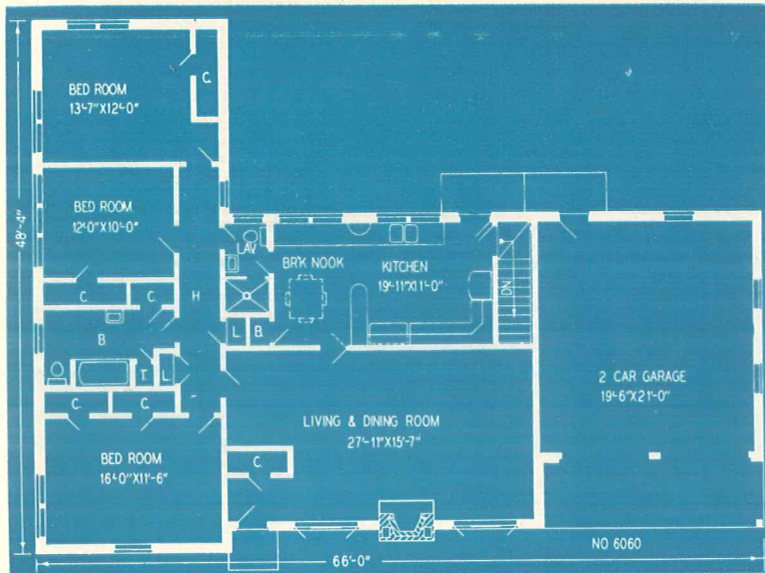 BED ROOM
13'-7"X12'-0"
C.
BED ROOM
12'-0"X10'-0"
48'-4"
LAV.
BR'K NOOK
KITCHEN
19'-11"X11'-0"
DN
C.
C.
H
B.
L.
B.
T.
L.
2 CAR GARAGE
19'-6"X21'-0"
C.
C.
LIVING & DINING ROOM
27'-11"X15'-7"
BED ROOM
16'-0"X11'-6"
C.
NO 6060
66'-0"